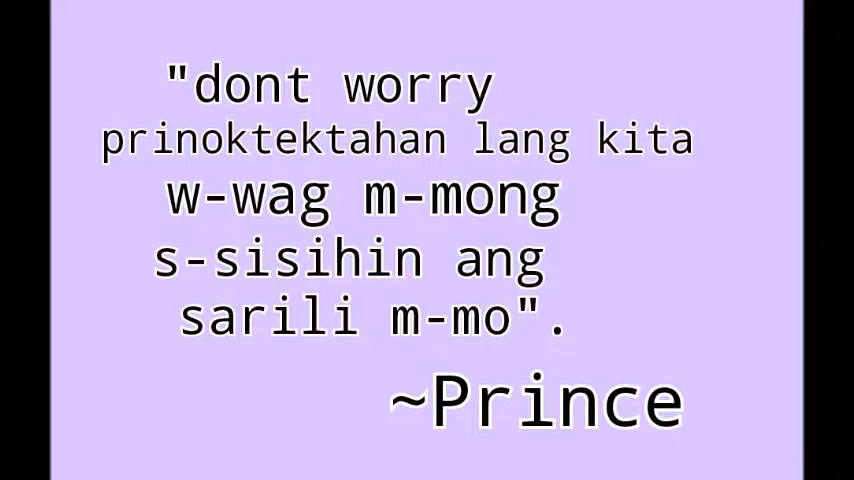 "dont worry
prinoktektahan lang kita
w-wag m-mong
s-sisihin ang
sarili m-mo".
~Prince